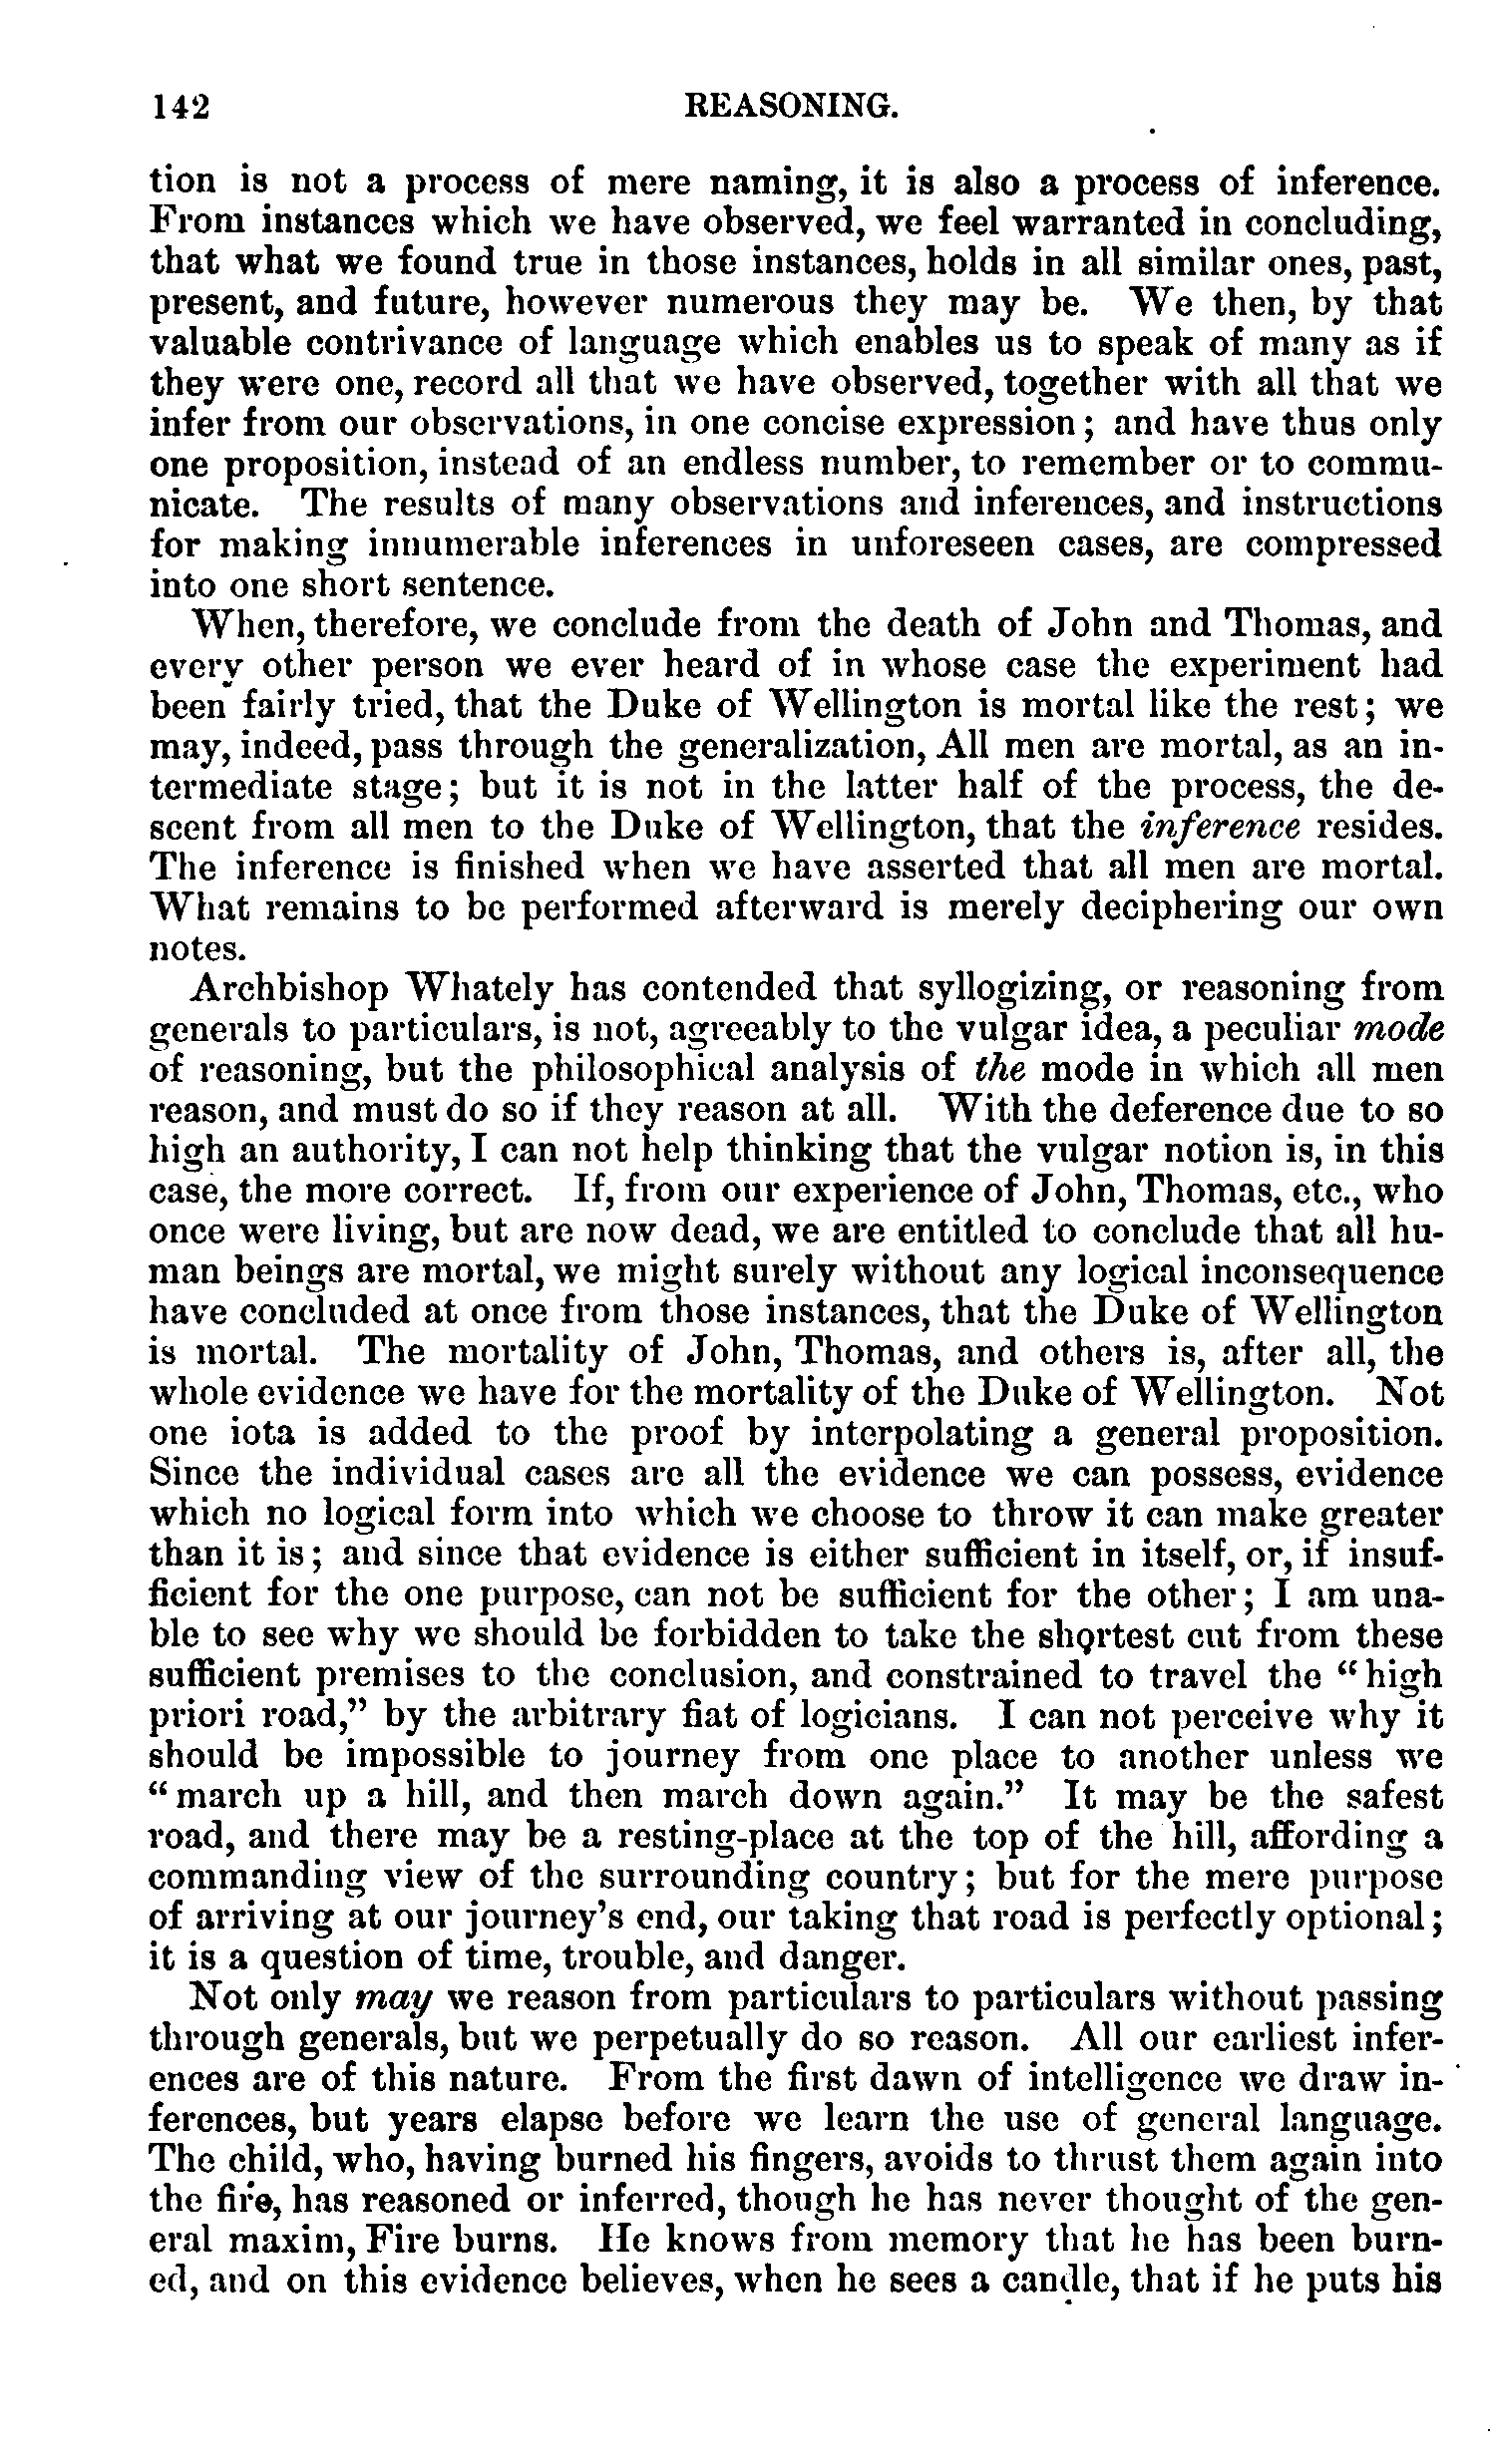 142 REASONING.
tion is not a process of mere naming, it is also a process of inference.
From instances which we have observed, we feel warranted in concluding,
that what we found true in those instances, holds in all similar ones, past,
present, and future, however numerous they may be. We then, by that
valuable contrivance of language which enables us to speak of many as if
they were one, record all that we have observed, together with all that we
infer from our observations, in one concise expression; and have thus only
one proposition, instead of an endless number, to remember or to commu-
nicate. The results of many observations and inferences, and instructions
for making innumerable inferences in unforeseen cases, are compressed
into one short sentence.
When, therefore, we conclude from the death of John and Thomas, and
every other person we ever heard of in whose case the experiment had
been fairly tried, that the Duke of Wellington is mortal like the rest; we
may, indeed, pass through the generalization, All men are mortal, as an in-
termediate stage; but it is not in the latter half of the process, the de-
scent from all men to the Duke of Wellington, that the inference resides.
The inference is finished when we have asserted that all men are mortal.
What remains to be performed afterward is merely deciphering our own
notes.
Archbishop Whately has contended that syllogizing, or reasoning from
generals to particulars, is not, agreeably to the vulgar idea, a peculiar mode
of reasoning, but the philosophical analysis of the mode in which all men
reason, and must do so if they reason at all. With the deference due to so
high an authority, I can not help thinking that the vulgar notion is, in this
case, the more correct. If, from our experience of John, Thomas, etc., who
once were living, but are now dead, we are entitled to conclude that all hu-
man beings are mortal, we might surely without any logical inconsequence
have concluded at once from those instances, that the Duke of Wellington
is mortal. The mortality of John, Thomas, and others is, after all, the
whole evidence we have for the mortality of the Duke of Wellington. Not
one iota is added to the proof by interpolating a general proposition.
Since the individual cases are all the evidence we can possess, evidence
which no logical form into which we choose to throw it can make greater
than it is; and since that evidence is either sufficient in itself, or, if insuf-
ficient for the one purpose, can not be sufficient for the other; I am una-
ble to see why we should be forbidden to take the shortest cut from these
sufficient premises to the conclusion, and constrained to travel the "high
priori road," by the arbitrary fiat of logicians. I can not perceive why it
should be impossible to journey from one place to another unless we
"march up a hill, and then march down again." It may be the safest
road, and there may be a resting-place at the top of the hill, affording a
commanding view of the surrounding country; but for the mere purpose
of arriving at our journey's end, our taking that road is perfectly optional;
it is a question of time, trouble, and danger.
Not only may we reason from particulars to particulars without passing
through generals, but we perpetually do so reason. All our earliest infer-
ences are of this nature. From the first dawn of intelligence we draw in-
ferences, but years elapse before we learn the use of general language.
The child, who, having burned his fingers, avoids to thrust them again into
the fire, has reasoned or inferred, though he has never thought of the gen-
eral maxim, Fire burns. He knows from memory that he has been burn-
ed, and on this evidence believes, when he sees a candle, that if he puts his